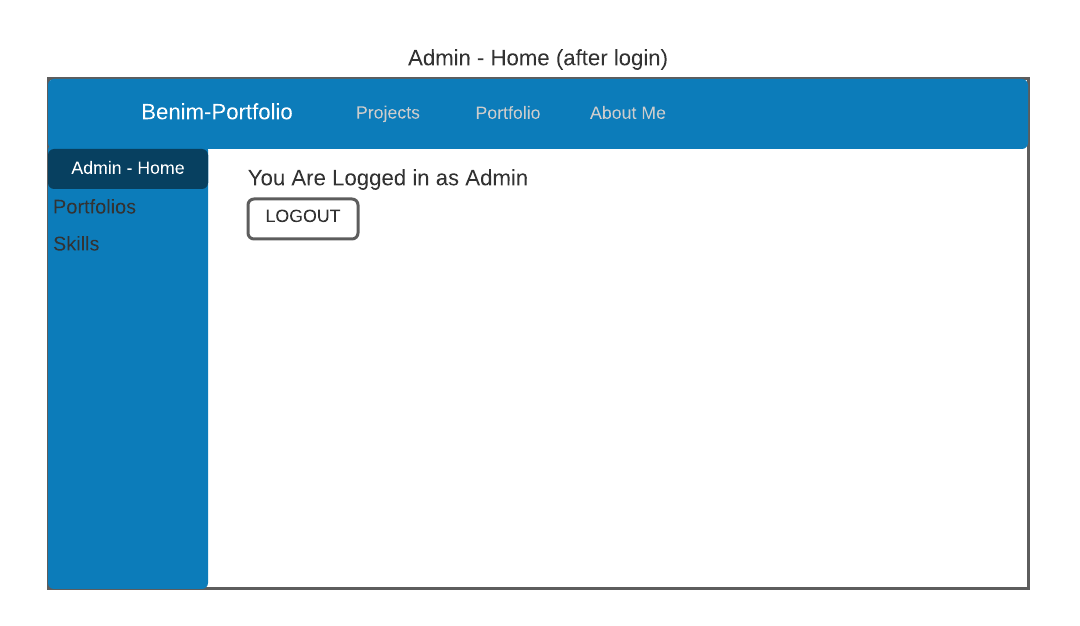 Admin - Home (after login)
Benim-Portfolio Projects Portfolio About Me
Admin - Home
Portfolios
Skills
You Are Logged in as Admin
LOGOUT